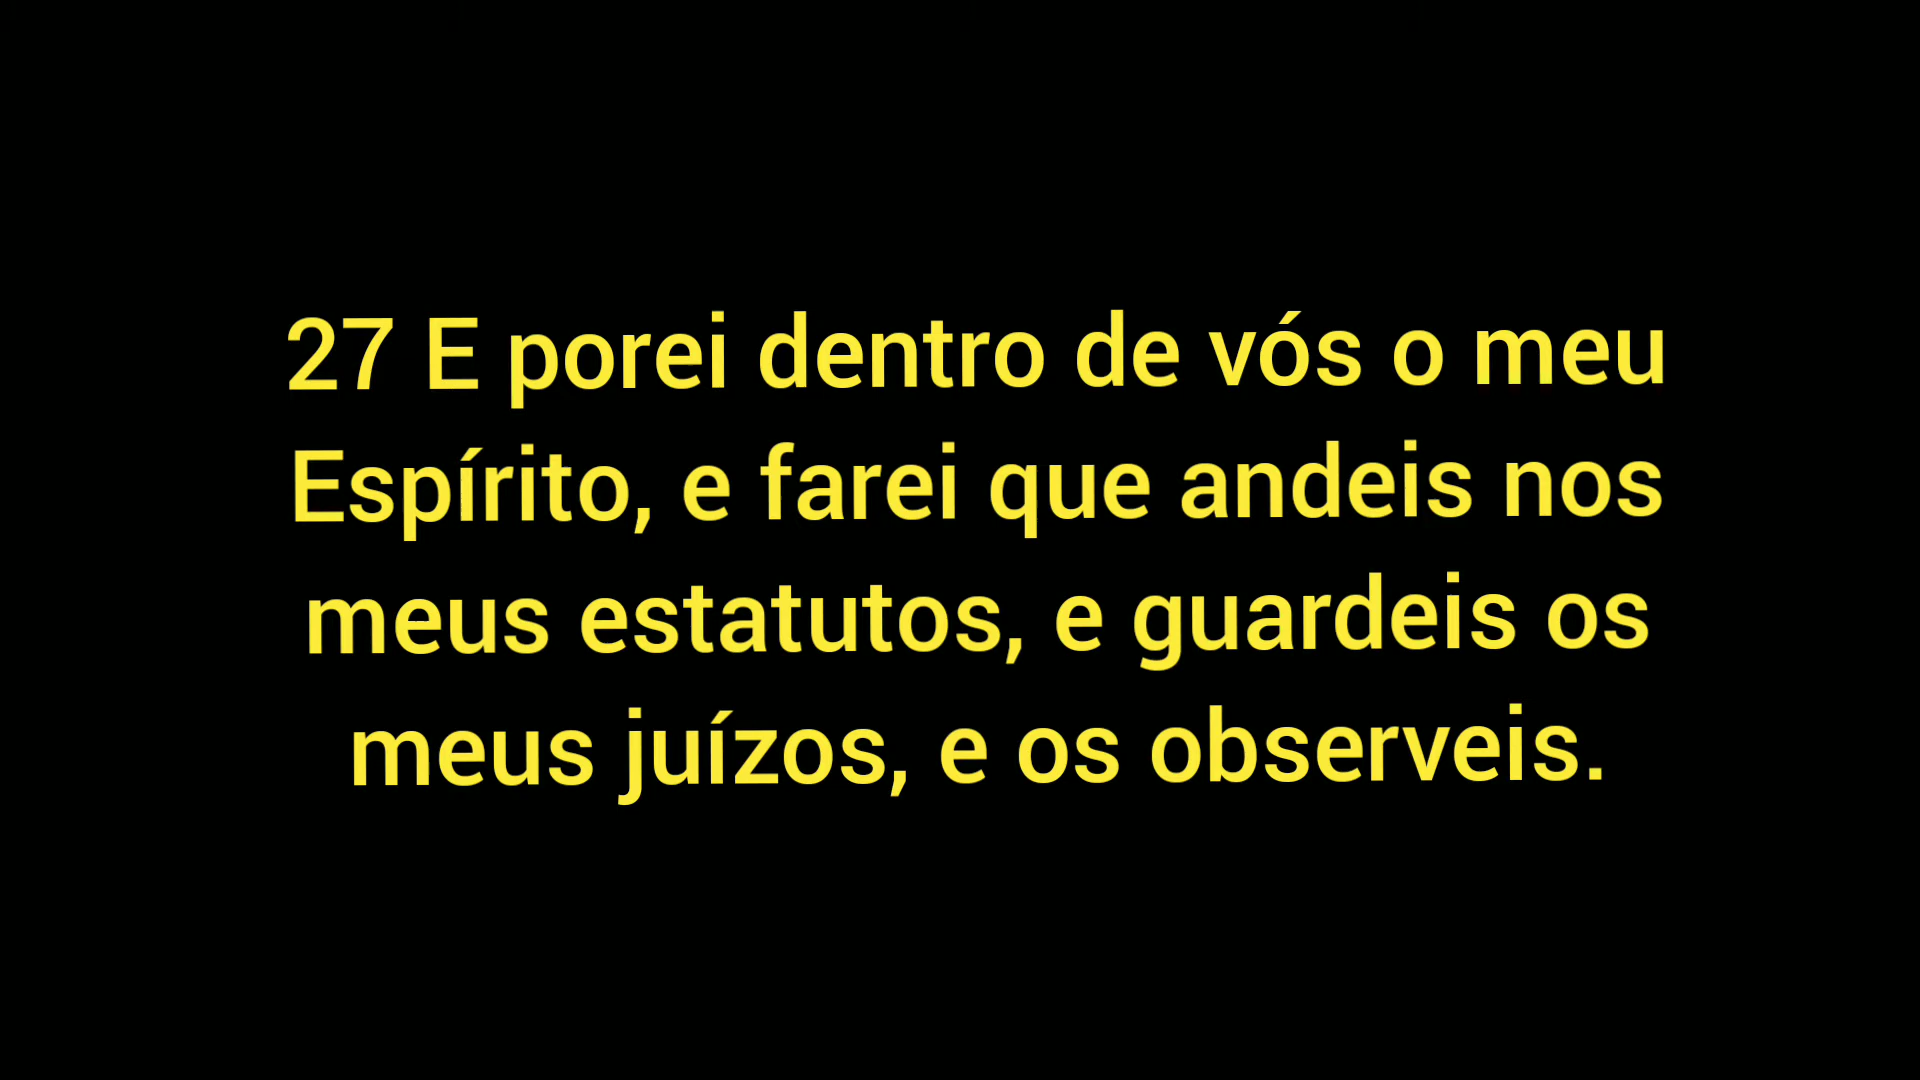 27 E porei dentro de vós o meu
Espírito, e farei que andeis nos
meus estatutos, e guardeis os
meus juízos, e os observeis.